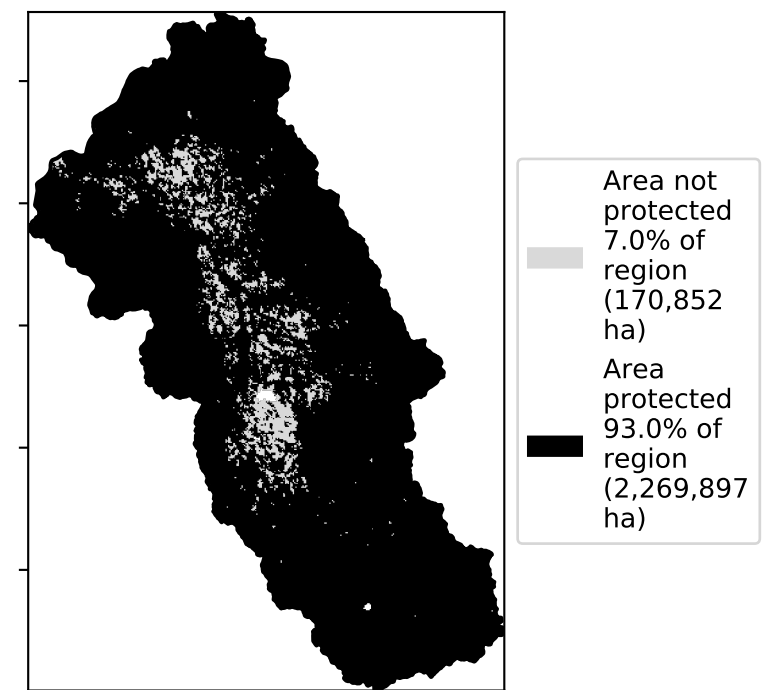 Area not
protected
7.0% of
region
(170,852
ha)
Area
protected
93.0% of
region
(2,269,897
ha)